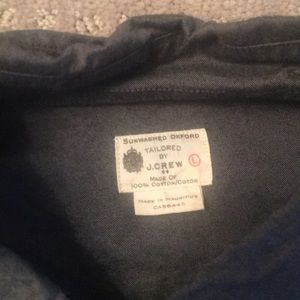 SUNWASHED OXFORD
TAILORED
BY
J.CREW
L
MADE OF
100% COTTON/COTON
MADE IN MAURITIUS